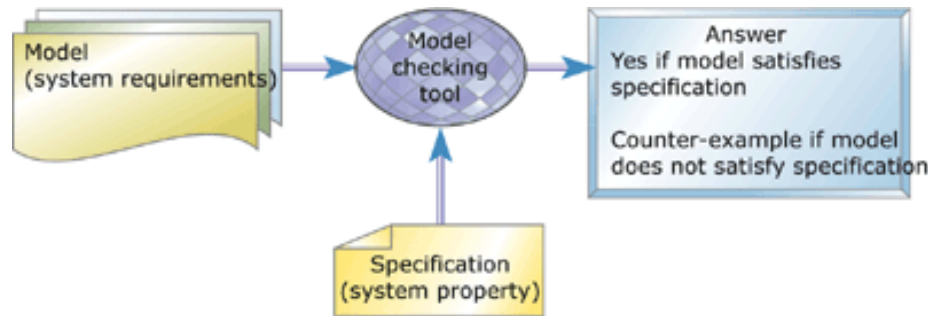 Model
(system requirements)
Model
checking
tool
Answer
Yes if model satisfies
specification
Counter-example if model
does not satisfy specification
Specification
(system property)